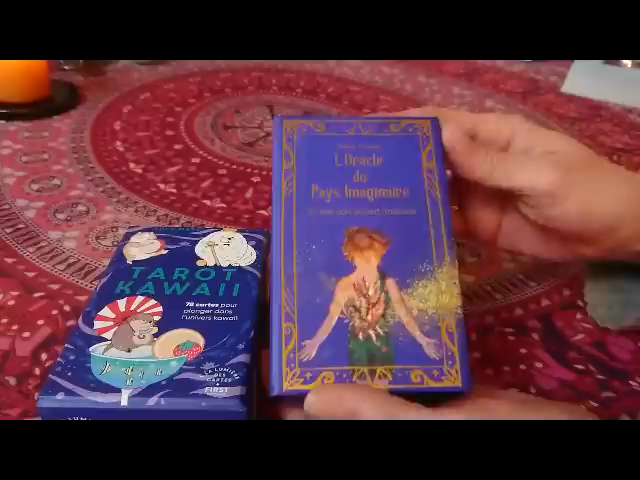 L'Oracle
du
Pays Imaginaire
TAROT
KAWAII
78 cartes pour
plonger dans
l'univers kawaii
LA LUMIÈRE
DES
CARTES
FIRST